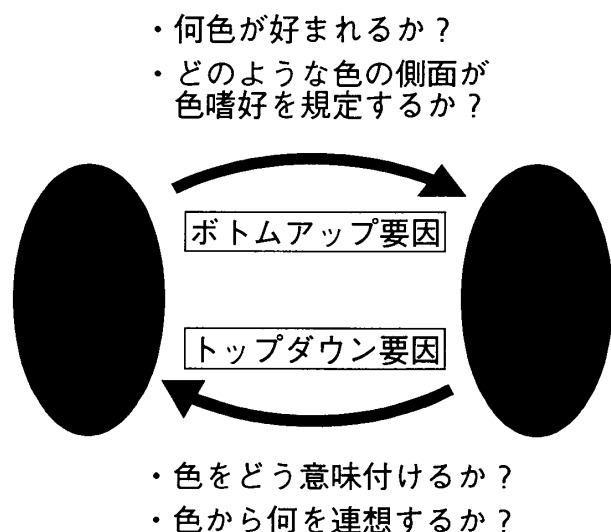 ・何色が好まれるか？
・どのような色の側面が
色嗜好を規定するか？
ボトムアップ要因
トップダウン要因
・色をどう意味付けるか？
・色から何を連想するか？